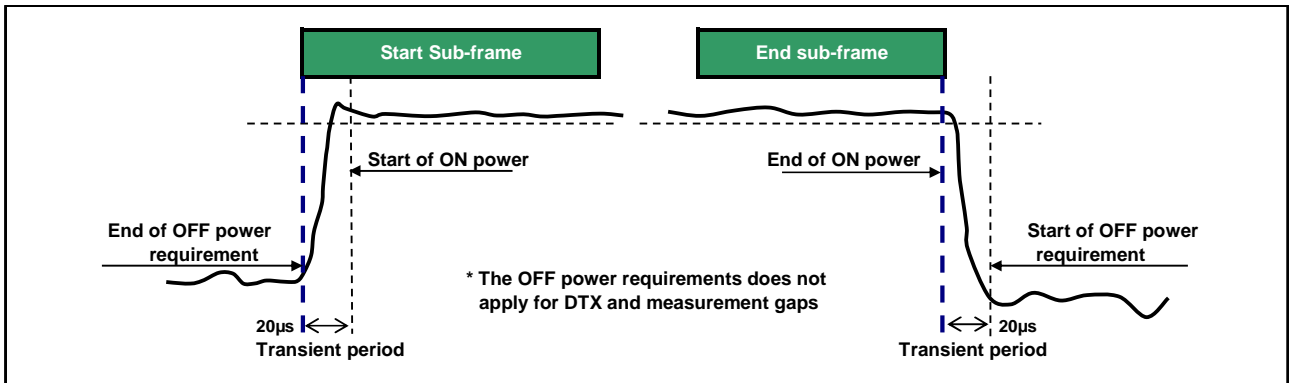 Start Sub-frame
End sub-frame
Start of ON power
End of ON power
End of OFF power
requirement
Start of OFF power
requirement
* The OFF power requirements does not
apply for DTX and measurement gaps
20µs
Transient period
20µs
Transient period